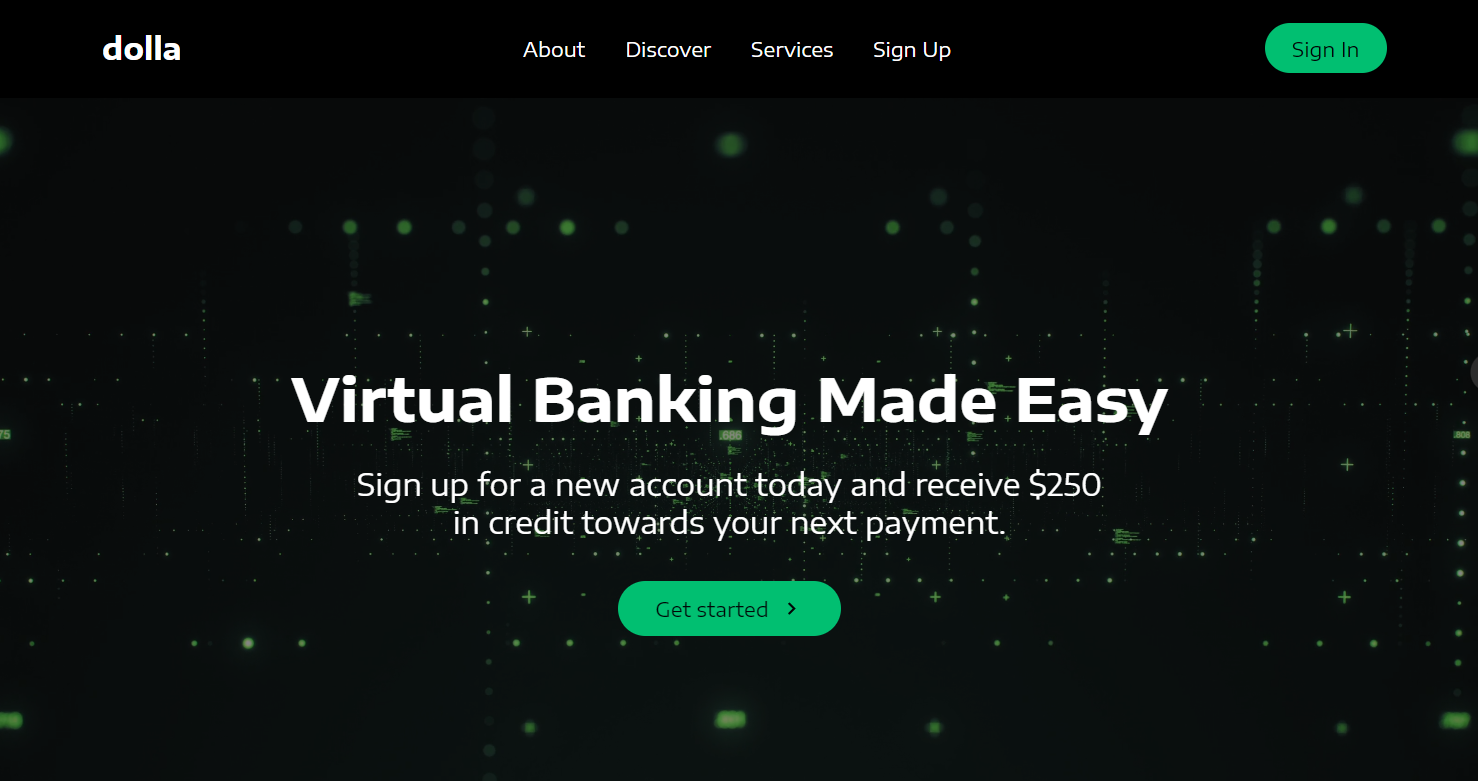 dolla
About
Discover
Services
Sign Up
Sign In
Virtual Banking Made Easy
.686
Sign up for a new account today and receive $250
in credit towards your next payment.
Get started